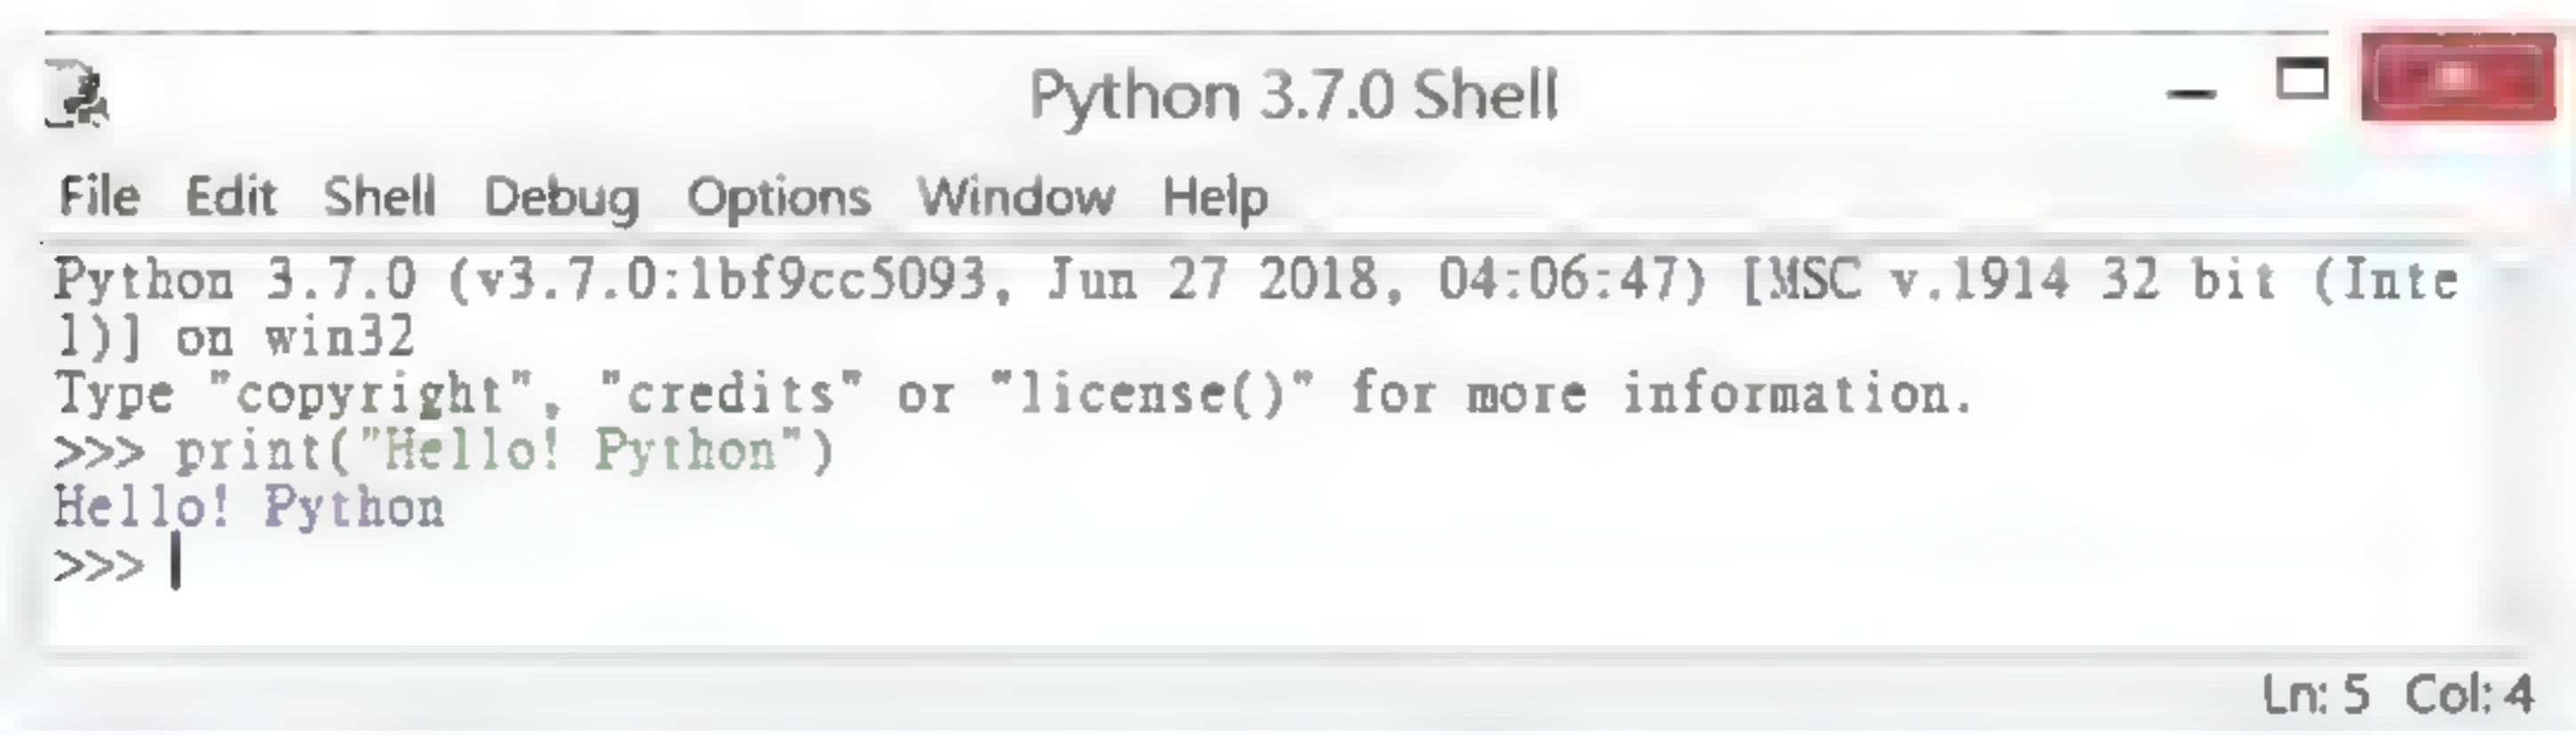 Python 3.7.0 Shell
File Edit Shell Debug Options Window Help
Python 3.7.0 (v3.7.0:1bf9cc5093, Jun 27 2018, 04:06:47) [MSC v.1914 32 bit (Inte
l)] on win32
Type "copyright", "credits" or "license()" for more information.
>>> print("Hello! Python")
Hello! Python
>>>
Ln: 5 Col: 4